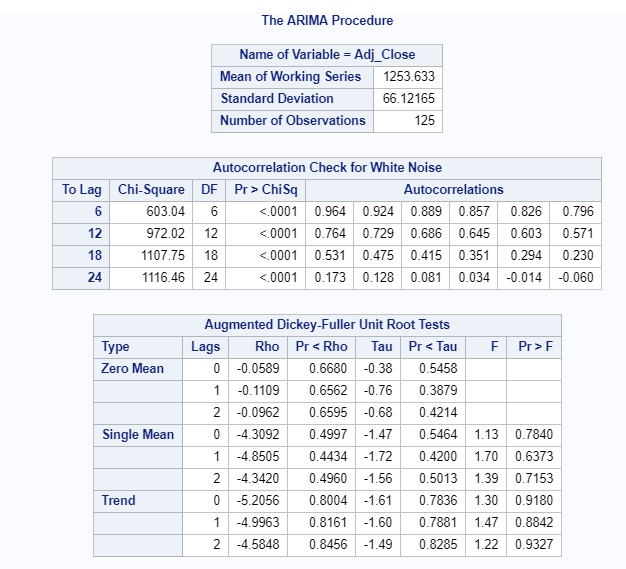 The ARIMA Procedure
Name of Variable = Adj_Close
Mean of Working Series 1253.633
Standard Deviation 66.12165
Number of Observations 125
Autocorrelation Check for White Noise
To Lag Chi-Square DF Pr > ChiSq Autocorrelations
6 603.04 6 <.0001 0.964 0.924 0.889 0.857 0.826 0.796
12 972.02 12 <.0001 0.764 0.729 0.686 0.645 0.603 0.571
18 1107.75 18 <.0001 0.531 0.475 0.415 0.351 0.294 0.230
24 1116.46 24 <.0001 0.173 0.128 0.081 0.034 -0.014 -0.060
Augmented Dickey-Fuller Unit Root Tests
Type Lags Rho Pr < Rho Tau Pr < Tau F Pr > F
Zero Mean 0 -0.0589 0.6680 -0.38 0.5458
1 -0.1109 0.6562 -0.76 0.3879
2 -0.0962 0.6595 -0.68 0.4214
Single Mean 0 -4.3092 0.4997 -1.47 0.5464 1.13 0.7840
1 -4.8505 0.4434 -1.72 0.4200 1.70 0.6373
2 -4.3420 0.4960 -1.56 0.5013 1.39 0.7153
Trend 0 -5.2056 0.8004 -1.61 0.7836 1.30 0.9180
1 -4.9963 0.8161 -1.60 0.7881 1.47 0.8842
2 -4.5848 0.8456 -1.49 0.8285 1.22 0.9327